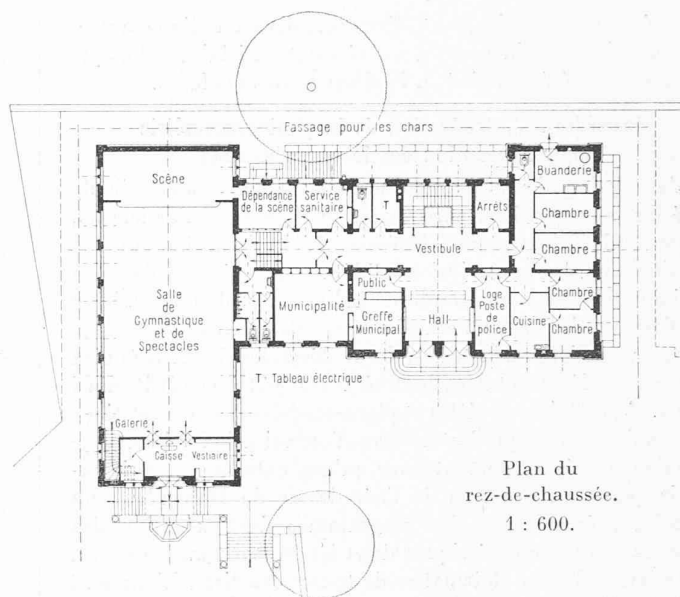 Passage pour les chars
Scène
Dépendance
de la scène
Service
sanitaire
T
Arrêts
Buanderie
Chambre
Chambre
Vestibule
Salle
de
Gymnastique
et de
Spectacles
Municipalité
Public
Greffe
Municipal
Hall
Loge
Poste
de
police
Cuisine
Chambre
Chambre
T = Tableau électrique
Galerie
Caisse
Vestiaire
Plan du
rez-de-chaussée.
1 : 600.